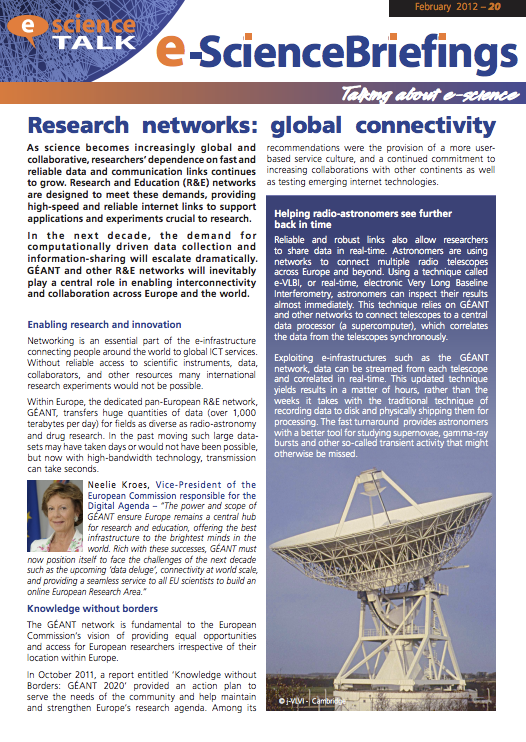 February 2012 – 20
e science
TALK
e-ScienceBriefings
Talking about e-science
Research networks: global connectivity
As science becomes increasingly global and
collaborative, researchers' dependence on fast and
reliable data and communication links continues
to grow. Research and Education (R&E) networks
are designed to meet these demands, providing
high-speed and reliable internet links to support
applications and experiments crucial to research.
In the next decade, the demand for
computationally driven data collection and
information-sharing will escalate dramatically.
GÉANT and other R&E networks will inevitably
play a central role in enabling interconnectivity
and collaboration across Europe and the world.
Enabling research and innovation
Networking is an essential part of the e-infrastructure
connecting people around the world to global ICT services.
Without reliable access to scientific instruments, data,
collaborators, and other resources many international
research experiments would not be possible.
Within Europe, the dedicated pan-European R&E network,
GÉANT, transfers huge quantities of data (over 1,000
terabytes per day) for fields as diverse as radio-astronomy
and drug research. In the past moving such large data-
sets may have taken days or would not have been possible,
but now with high-bandwidth technology, transmission
can take seconds.
Neelie Kroes, Vice-President of the
European Commission responsible for the
Digital Agenda – "The power and scope of
GÉANT ensure Europe remains a central hub
for research and education, offering the best
infrastructure to the brightest minds in the
world. Rich with these successes, GÉANT must
now position itself to face the challenges of the next decade
such as the upcoming 'data deluge', connectivity at world scale,
and providing a seamless service to all EU scientists to build an
online European Research Area."
Knowledge without borders
The GÉANT network is fundamental to the European
Commission's vision of providing equal opportunities
and access for European researchers irrespective of their
location within Europe.
In October 2011, a report entitled 'Knowledge without
Borders: GÉANT 2020' provided an action plan to
serve the needs of the community and help maintain
and strengthen Europe's research agenda. Among its
recommendations were the provision of a more user-
based service culture, and a continued commitment to
increasing collaborations with other continents as well
as testing emerging internet technologies.
Helping radio-astronomers see further
back in time
Reliable and robust links also allow researchers
to share data in real-time. Astronomers are using
networks to connect multiple radio telescopes
across Europe and beyond. Using a technique called
e-VLBI, or real-time, electronic Very Long Baseline
Interferometry, astronomers can inspect their results
almost immediately. This technique relies on GÉANT
and other networks to connect telescopes to a central
data processor (a supercomputer), which correlates
the data from the telescopes synchronously.
Exploiting e-infrastructures such as the GÉANT
network, data can be streamed from each telescope
and correlated in real-time. This updated technique
yields results in a matter of hours, rather than the
weeks it takes with the traditional technique of
recording data to disk and physically shipping them for
processing. The fast turnaround provides astronomers
with a better tool for studying supernovae, gamma-ray
bursts and other so-called transient activity that might
otherwise be missed.
© j-VLVI - Cambridge